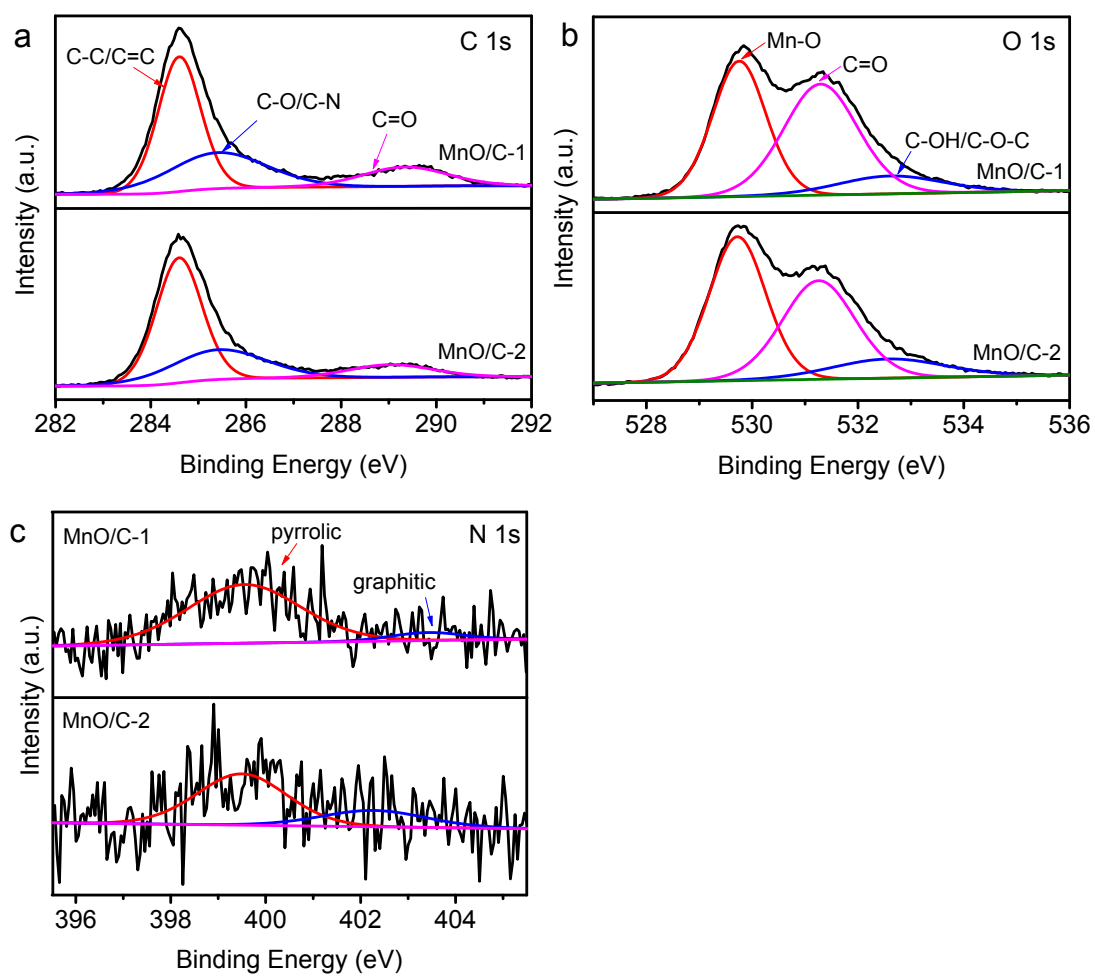 a
C 1s
C-C/C=C
C-O/C-N
C=O
MnO/C-1
MnO/C-2
Intensity (a.u.)
282 284 286 288 290 292
Binding Energy (eV)
b
O 1s
Mn-O
C=O
C-OH/C-O-C
MnO/C-1
MnO/C-2
Intensity (a.u.)
528 530 532 534 536
Binding Energy (eV)
c
N 1s
MnO/C-1
pyrrolic
graphitic
MnO/C-2
Intensity (a.u.)
396 398 400 402 404
Binding Energy (eV)